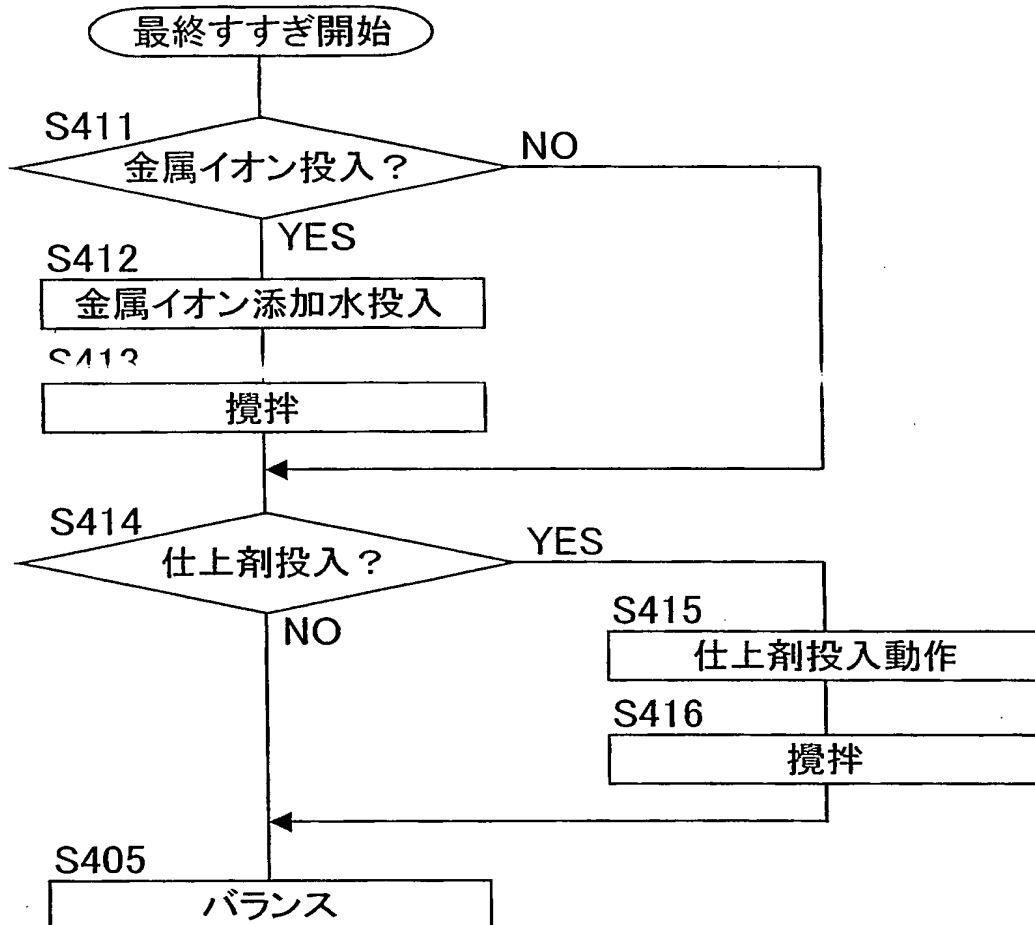 最終すすぎ開始
S411
金属イオン投入？
NO
YES
S412
金属イオン添加水投入
S413
攪拌
S414
仕上剤投入？
YES
NO
S415
仕上剤投入動作
S416
攪拌
S405
バランス